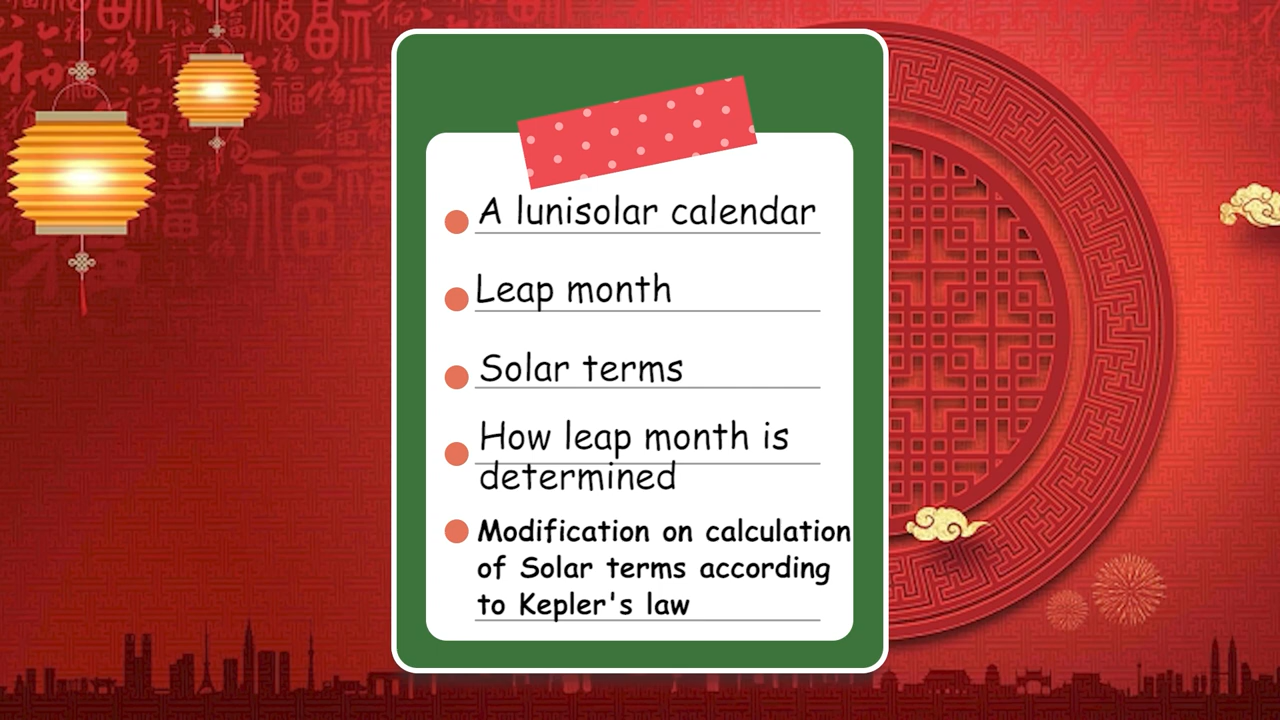 A lunisolar calendar
Leap month
Solar terms
How leap month is
determined
Modification on calculation
of Solar terms according
to Kepler's law
福